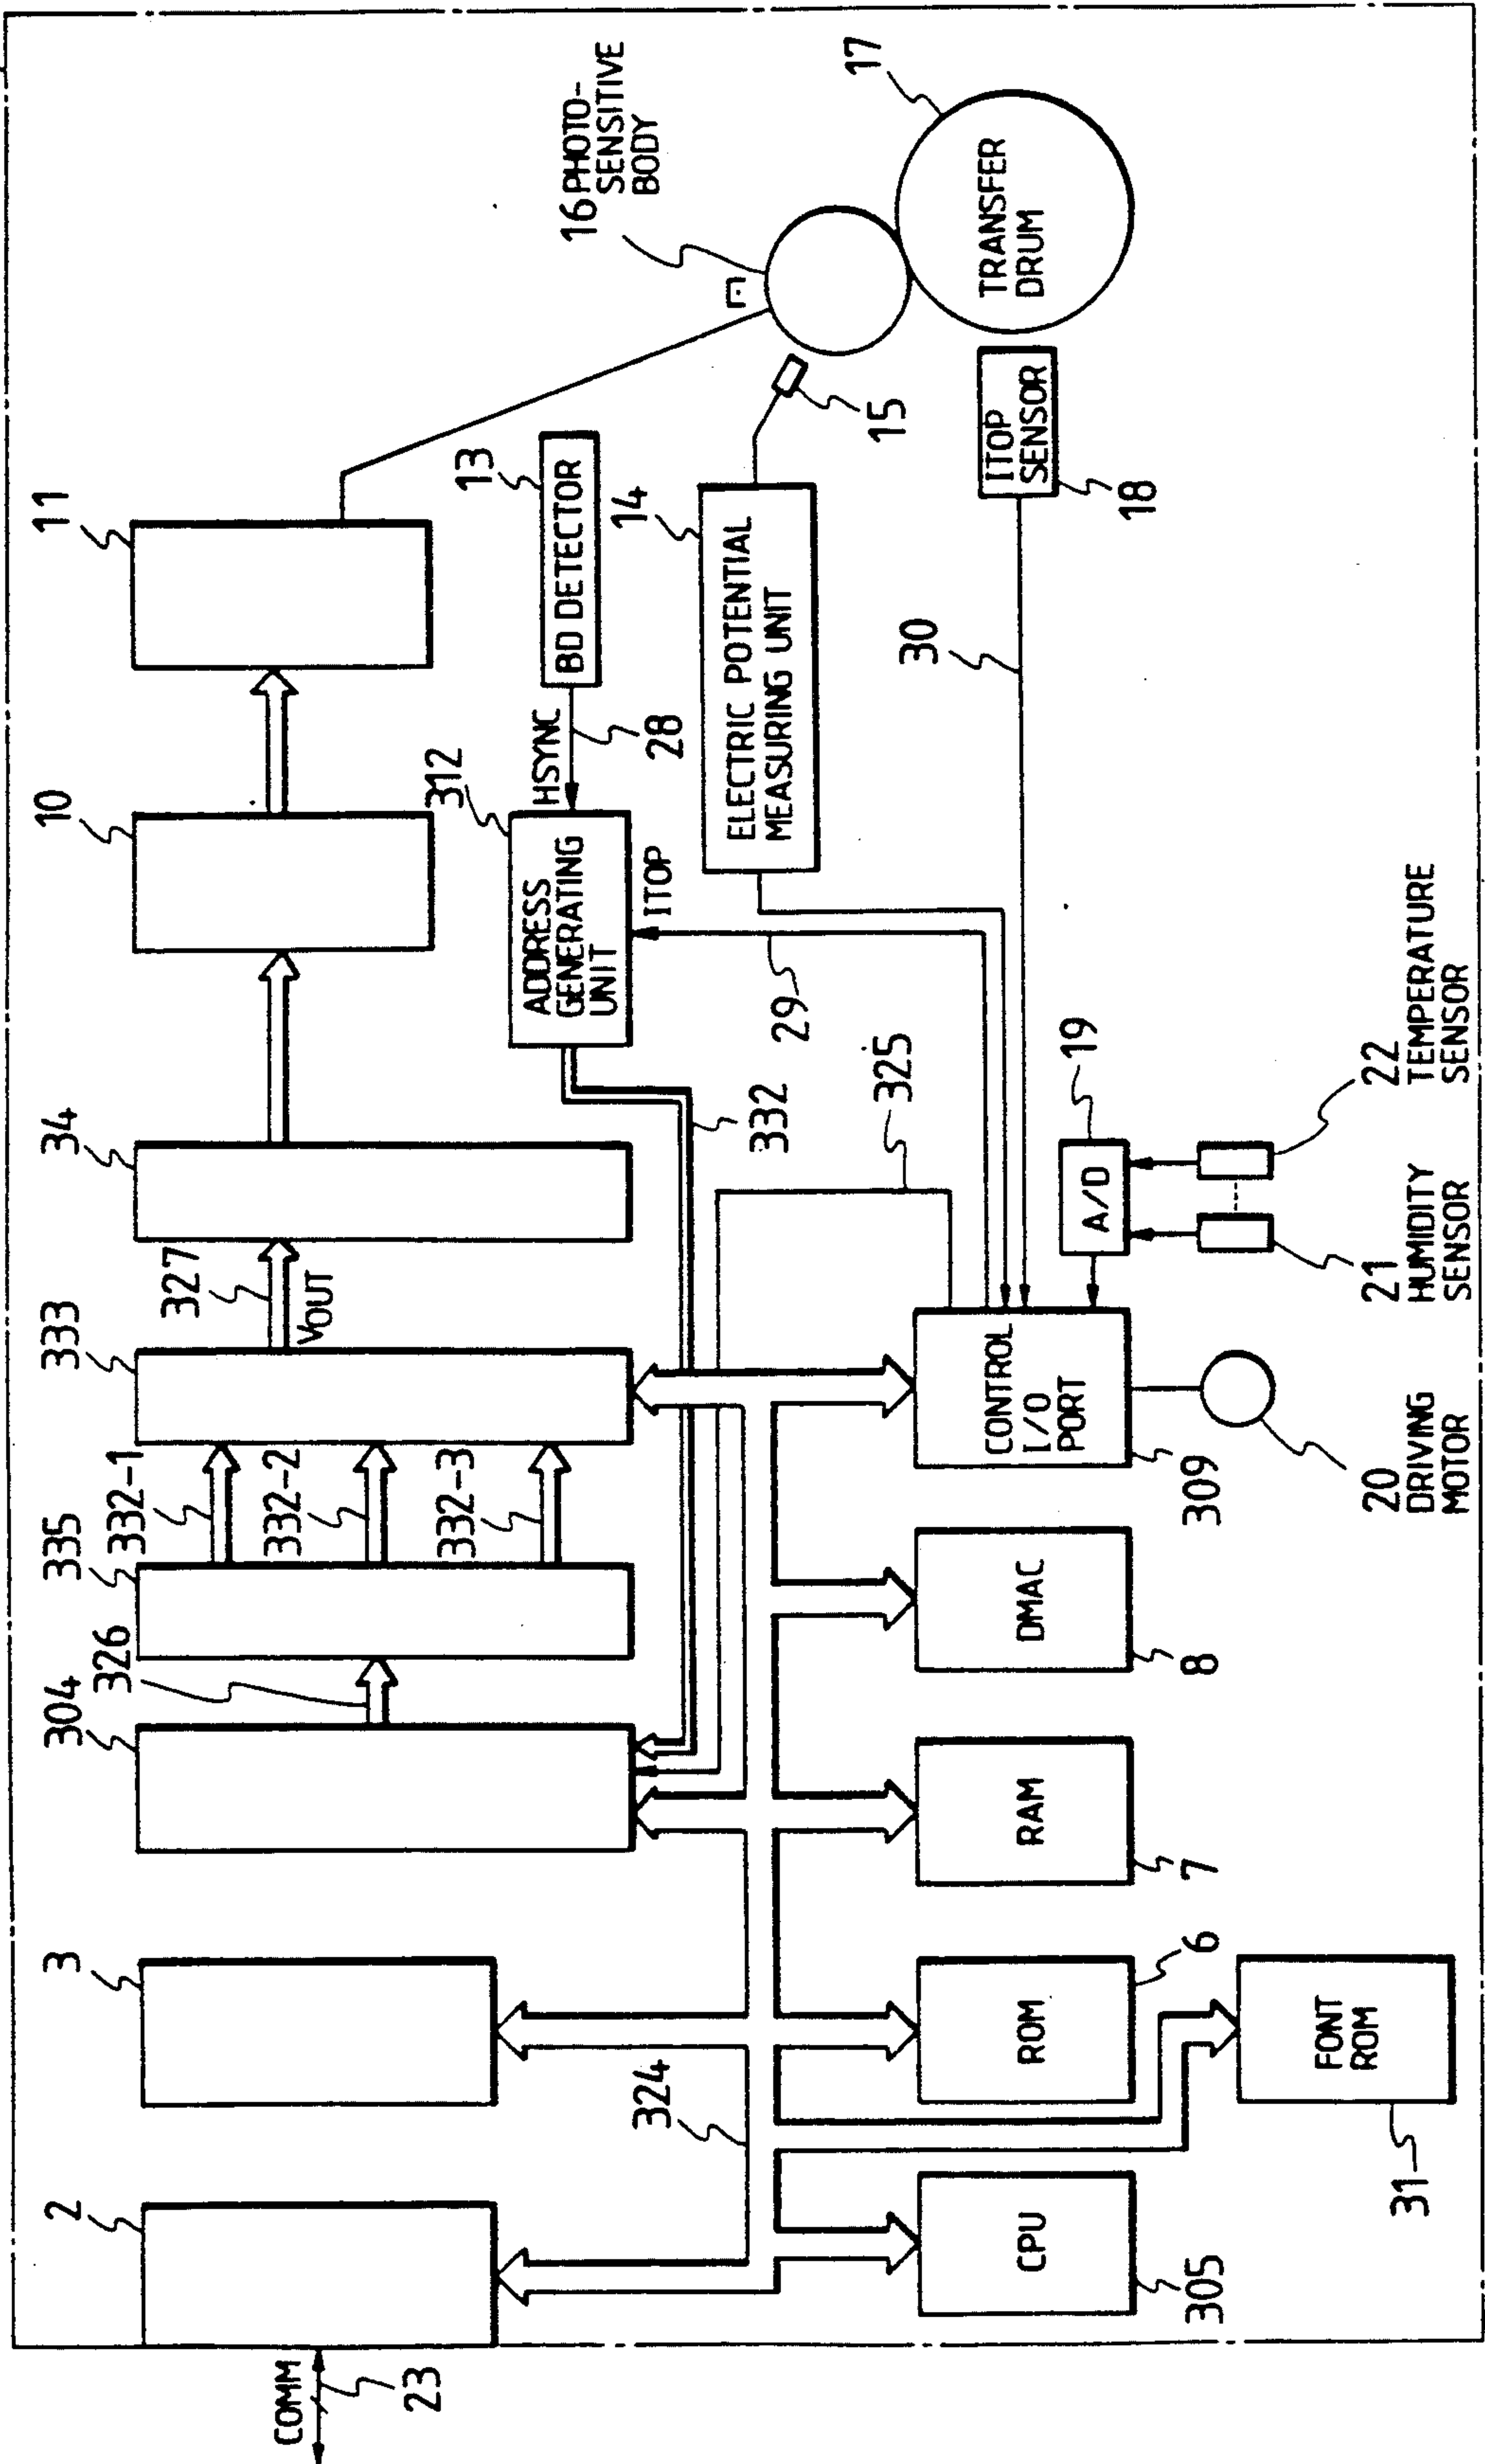 COMM
23
2
3
304
326
335
332-1
332-2
332-3
333
327
VOUT
34
10
11
324
312
ADDRESS
GENERATING
UNIT
HSYNC
28
13
BD DETECTOR
ITOP
29
332
325
14
ELECTRIC POTENTIAL
MEASURING UNIT
15
16 PHOTO-
SENSITIVE
BODY
17
TRANSFER
DRUM
ITOP
SENSOR
18
30
CPU
305
ROM
6
RAM
7
DMAC
8
CONTROL
I/O
PORT
309
A/D
19
FONT
ROM
31
20 DRIVING
MOTOR
21 HUMIDITY
SENSOR
22 TEMPERATURE
SENSOR